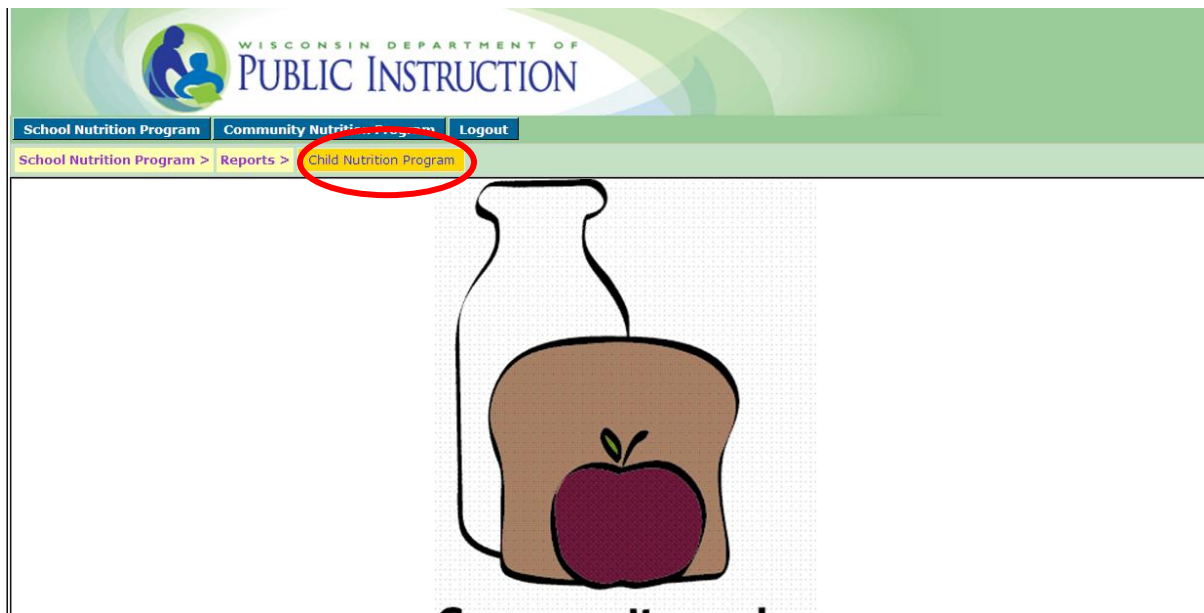 WISCONSIN DEPARTMENT OF
PUBLIC INSTRUCTION
School Nutrition Program Community Nutrition Program Logout
School Nutrition Program > Reports > Child Nutrition Program